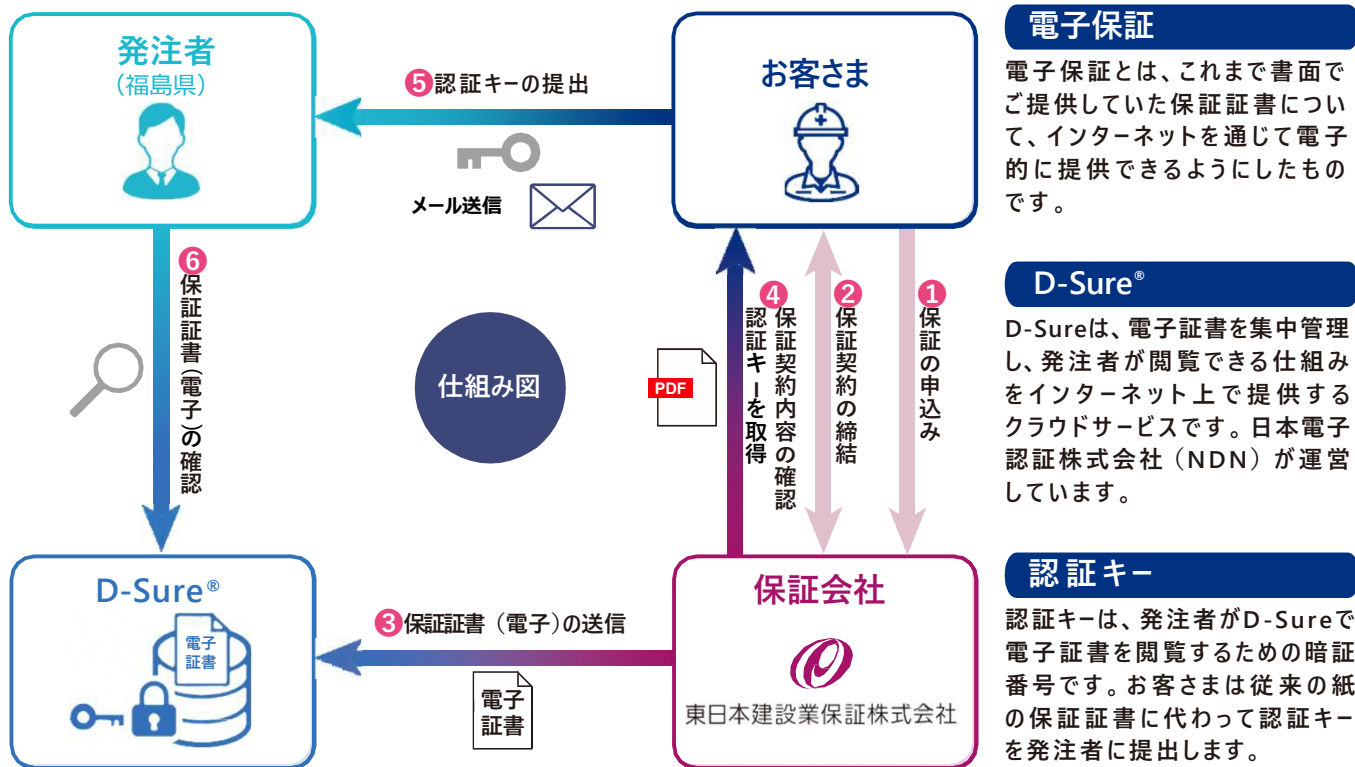 発注者
(福島県)
❺認証キーの提出
メール送信
お客さま
❻保証証書(電子)の確認
仕組み図
PDF
❹保証契約内容の確認
認証キーを取得
❷保証契約の締結
❶保証の申込み
D-Sure®
電子
証書
❸保証証書（電子）の送信
電子
証書
保証会社
東日本建設業保証株式会社
電子保証
電子保証とは、これまで書面で
ご提供していた保証証書につい
て、インターネットを通じて電子
的に提供できるようにしたもの
です。
D-Sure®
D-Sureは、電子証書を集中管理
し、発注者が閲覧できる仕組み
をインターネット上で提供する
クラウドサービスです。日本電子
認証株式会社（NDN）が運営
しています。
認証キー
認証キーは、発注者がD-Sureで
電子証書を閲覧するための暗証
番号です。お客さまは従来の紙
の保証証書に代わって認証キー
を発注者に提出します。